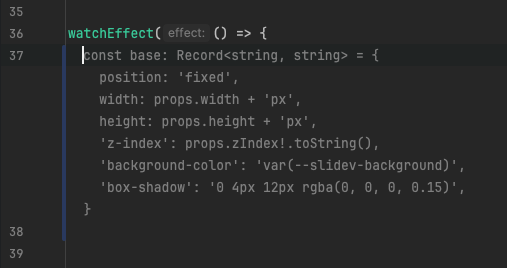 35
36 watchEffect( effect: () => {
37 const base: Record<string, string> = {
position: 'fixed',
width: props.width + 'px',
height: props.height + 'px',
'z-index': props.zIndex!.toString(),
'background-color': 'var(--slidev-background)',
'box-shadow': '0 4px 12px rgba(0, 0, 0, 0.15)',
}
38
39